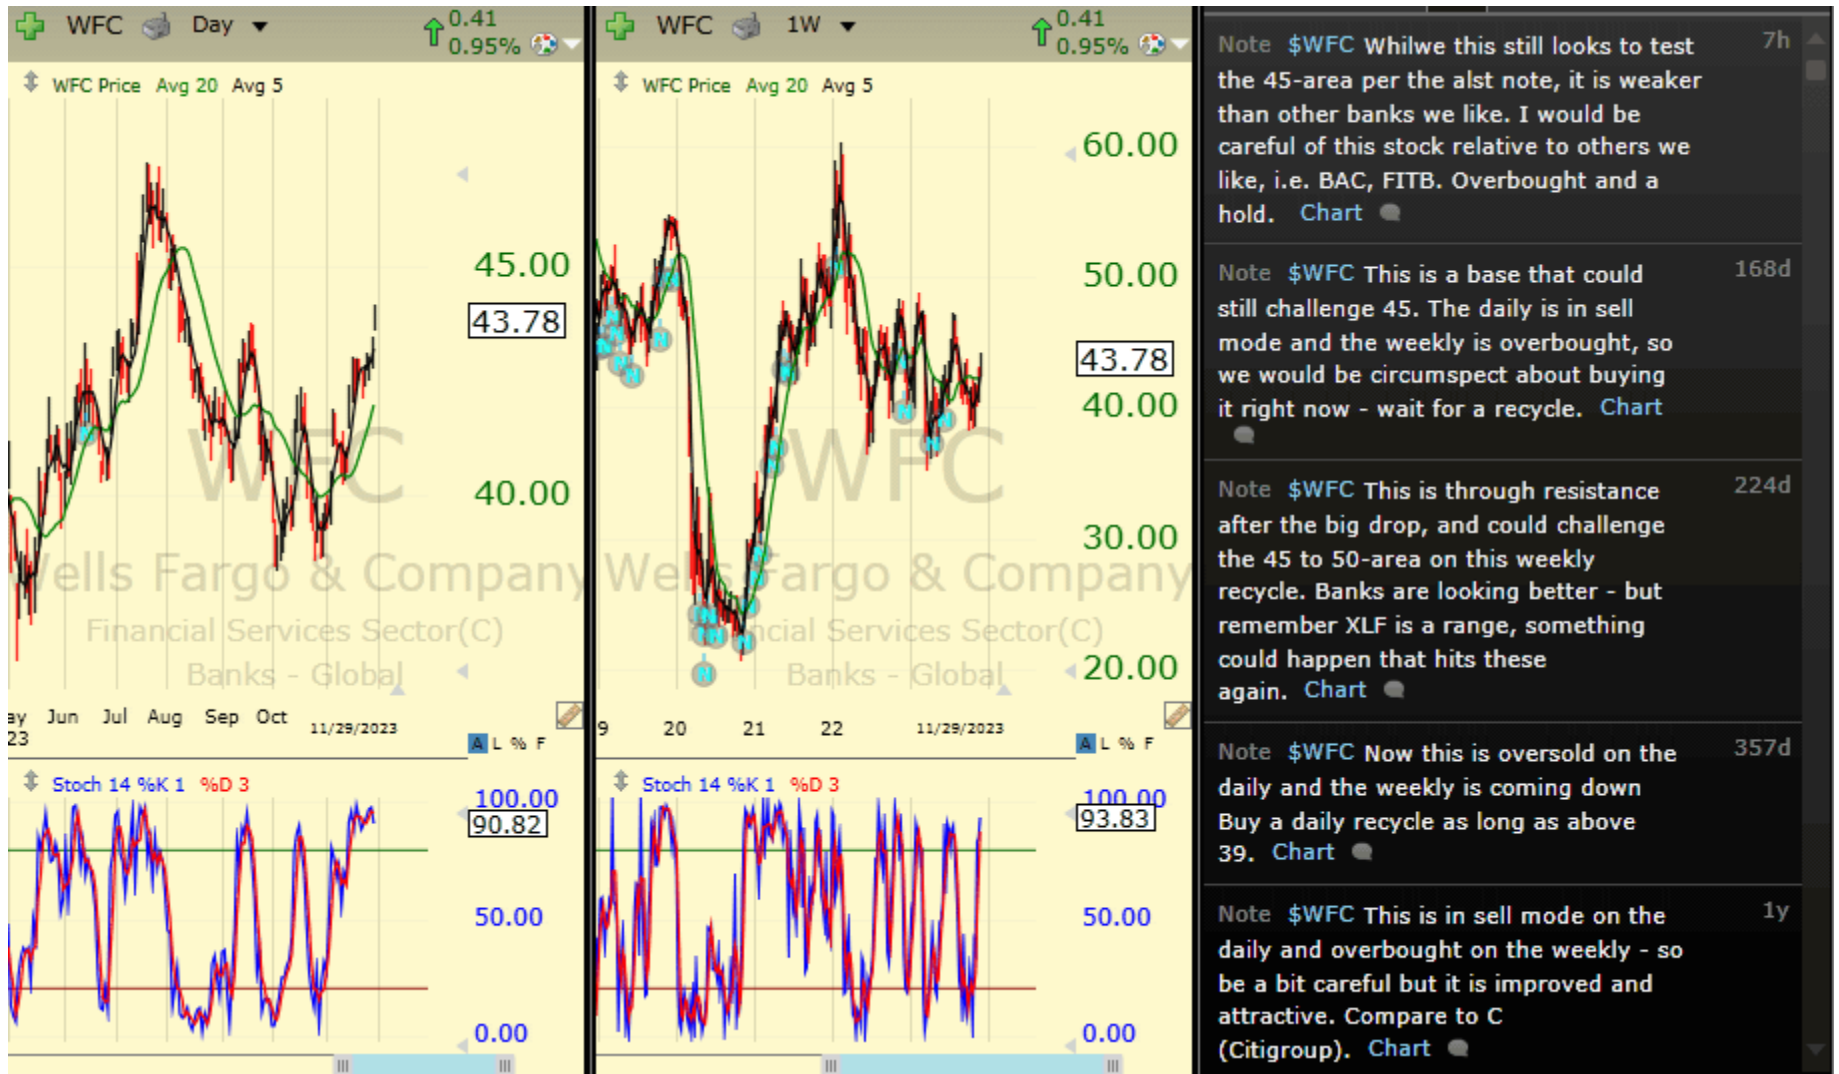 WFC Day 0.41
0.95%
WFC Price Avg 20 Avg 5
45.00
43.78
40.00
WFC
Wells Fargo & Company
Financial Services Sector(C)
Banks - Global
ay Jun Jul Aug Sep Oct 11/29/2023
23
A L % F
Stoch 14 %K 1 %D 3
100.00
90.82
50.00
0.00
WFC 1W 0.41
0.95%
WFC Price Avg 20 Avg 5
60.00
50.00
43.78
40.00
30.00
20.00
WFC
Wells Fargo & Company
Financial Services Sector(C)
Banks - Global
9 20 21 22 11/29/2023
A L % F
Stoch 14 %K 1 %D 3
100.00
93.83
50.00
0.00
Note $WFC Whilwe this still looks to test 7h
the 45-area per the alst note, it is weaker
than other banks we like. I would be
careful of this stock relative to others we
like, i.e. BAC, FITB. Overbought and a
hold. Chart
Note $WFC This is a base that could 168d
still challenge 45. The daily is in sell
mode and the weekly is overbought, so
we would be circumspect about buying
it right now - wait for a recycle. Chart
Note $WFC This is through resistance 224d
after the big drop, and could challenge
the 45 to 50-area on this weekly
recycle. Banks are looking better - but
remember XLF is a range, something
could happen that hits these
again. Chart
Note $WFC Now this is oversold on the 357d
daily and the weekly is coming down
Buy a daily recycle as long as above
39. Chart
Note $WFC This is in sell mode on the 1y
daily and overbought on the weekly - so
be a bit careful but it is improved and
attractive. Compare to C
(Citigroup). Chart